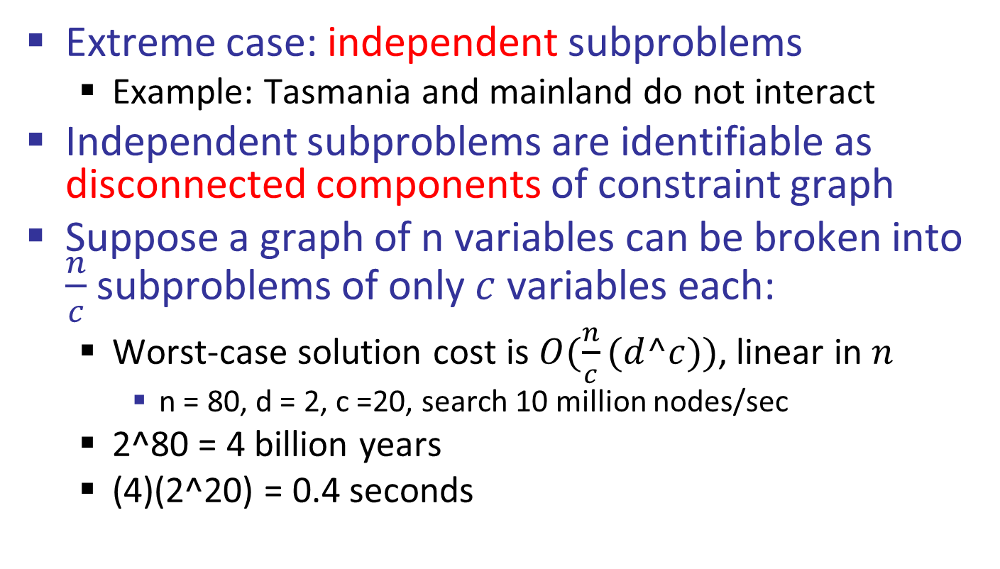 ▪ Extreme case: independent subproblems
▪ Example: Tasmania and mainland do not interact
▪ Independent subproblems are identifiable as
disconnected components of constraint graph
▪ Suppose a graph of n variables can be broken into
n/c subproblems of only c variables each:
▪ Worst-case solution cost is O(n/c (d^c)), linear in n
▪ n = 80, d = 2, c =20, search 10 million nodes/sec
▪ 2^80 = 4 billion years
▪ (4)(2^20) = 0.4 seconds